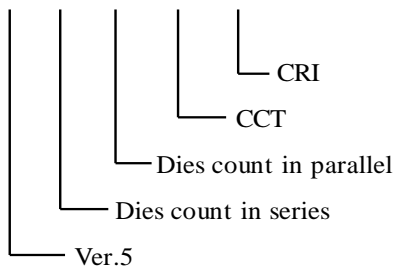 CRI
CCT
Dies count in parallel
Dies count in series
Ver.5